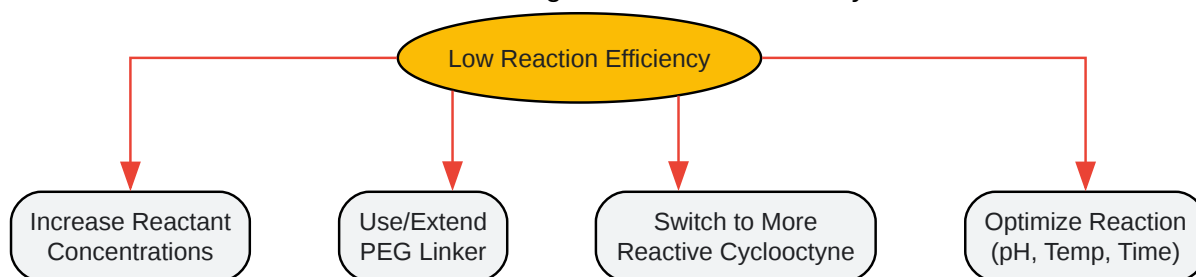 Low Reaction Efficiency
Increase Reactant
Concentrations
Use/Extend
PEG Linker
Switch to More
Reactive Cyclooctyne
Optimize Reaction
(pH, Temp, Time)